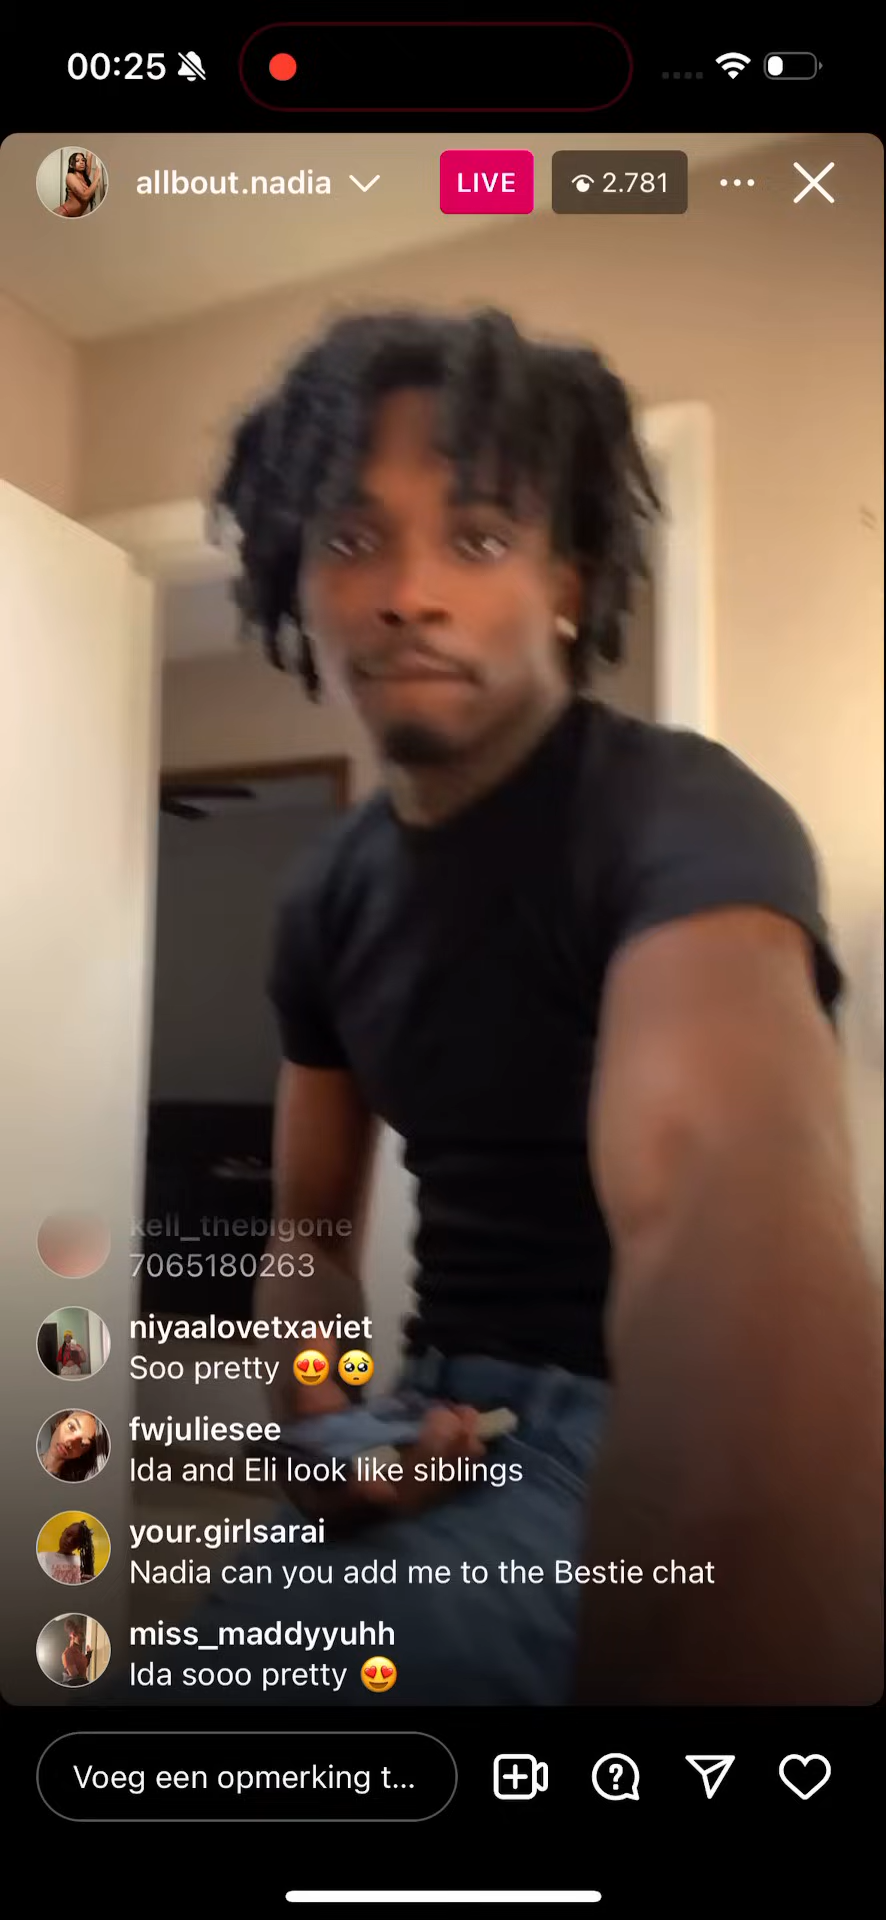 00:25
allbout.nadia LIVE 2.781
kell_thebigone
7065180263
niyaalovetxaviet
Soo pretty 😍🥺
fwjuliesee
Ida and Eli look like siblings
your.girlsarai
Nadia can you add me to the Bestie chat
miss_maddyyuhh
Ida sooo pretty 😍
Voeg een opmerking t...